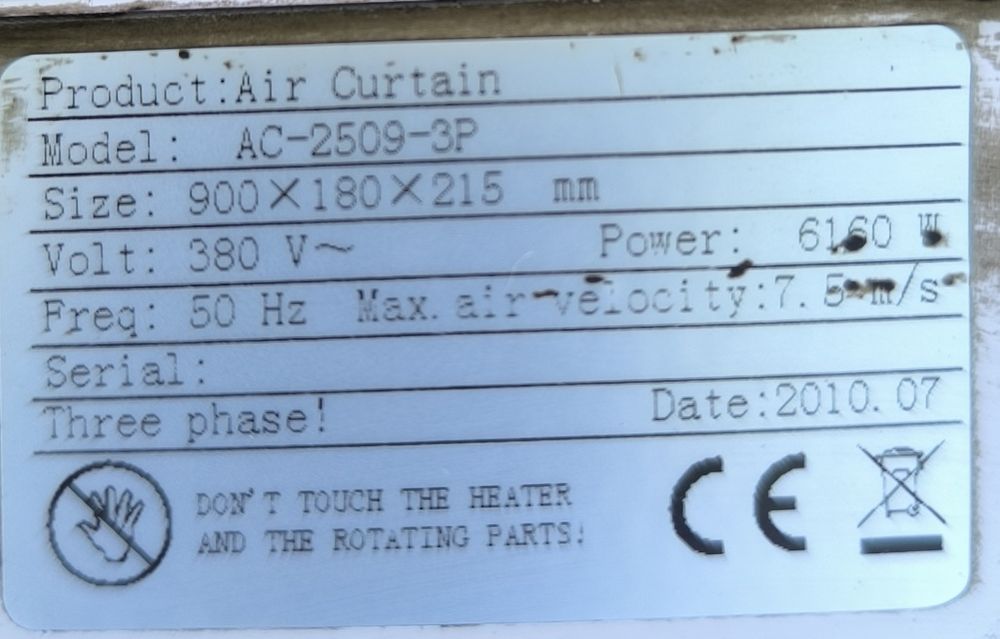 Product:Air Curtain
Model: AC-2509-3P
Size: 900×180×215 mm
Volt: 380 V～ Power: 6160 W
Freq: 50 Hz Max. air velocity:7.5 m/s
Serial:
Three phase! Date:2010.07
DON'T TOUCH THE HEATER
AND THE ROTATING PARTS!
CE